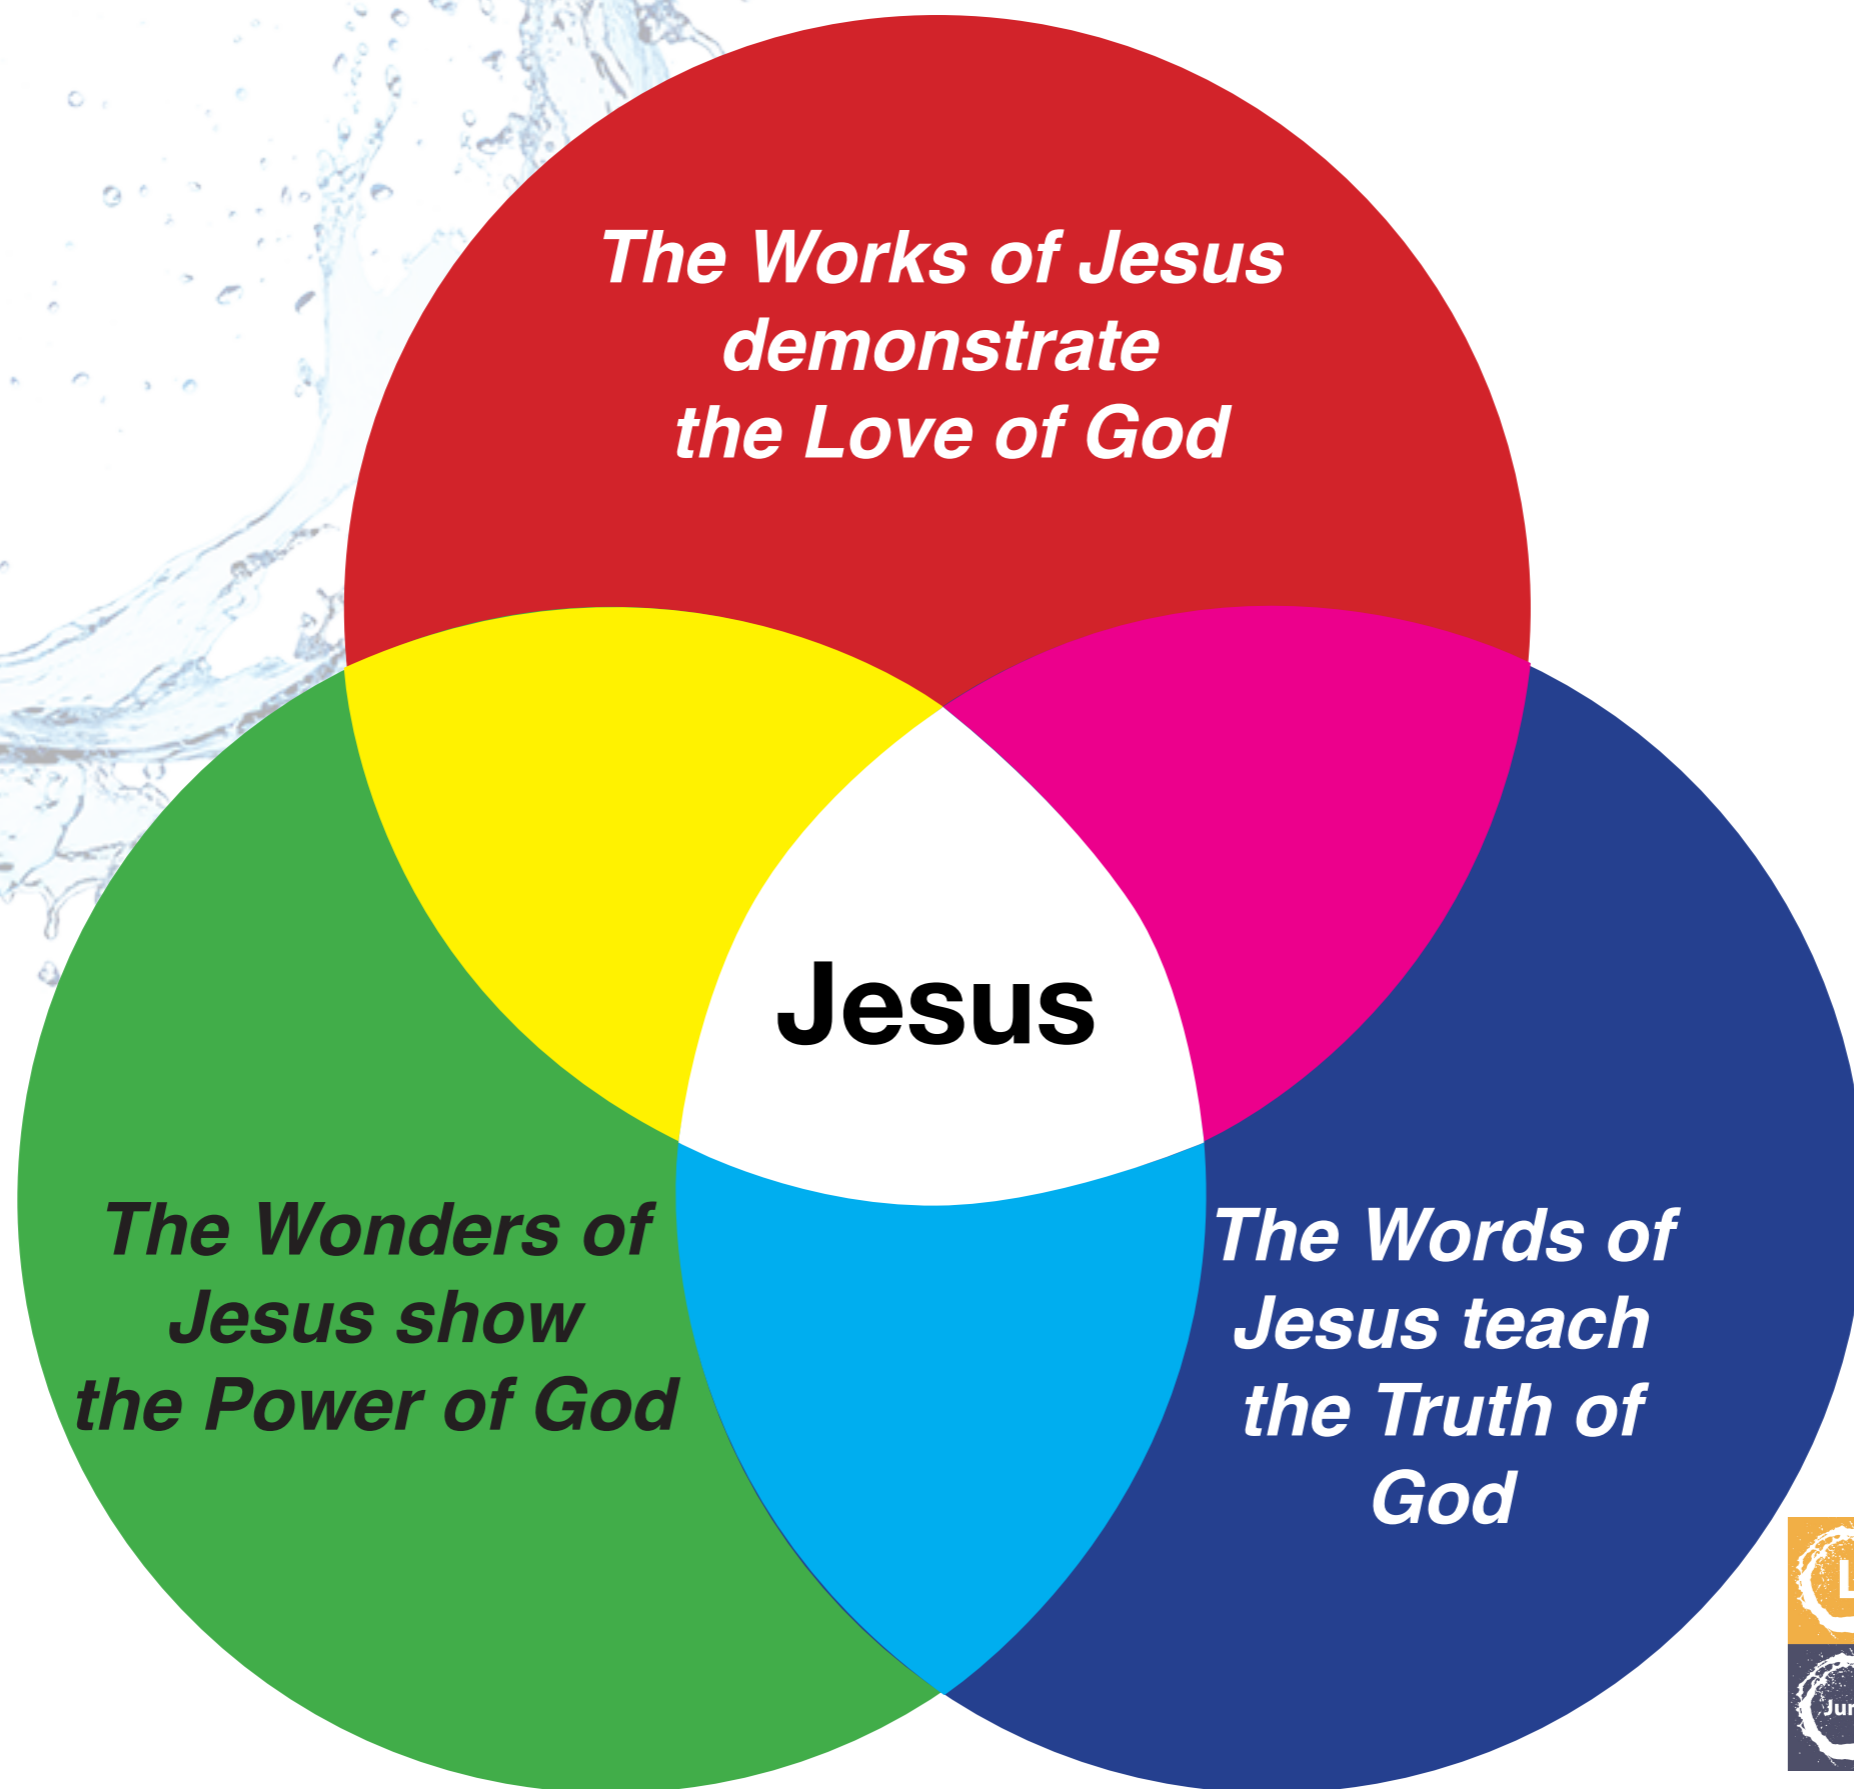 The Works of Jesus
demonstrate
the Love of God
Jesus
The Wonders of
Jesus show
the Power of God
The Words of
Jesus teach
the Truth of
God